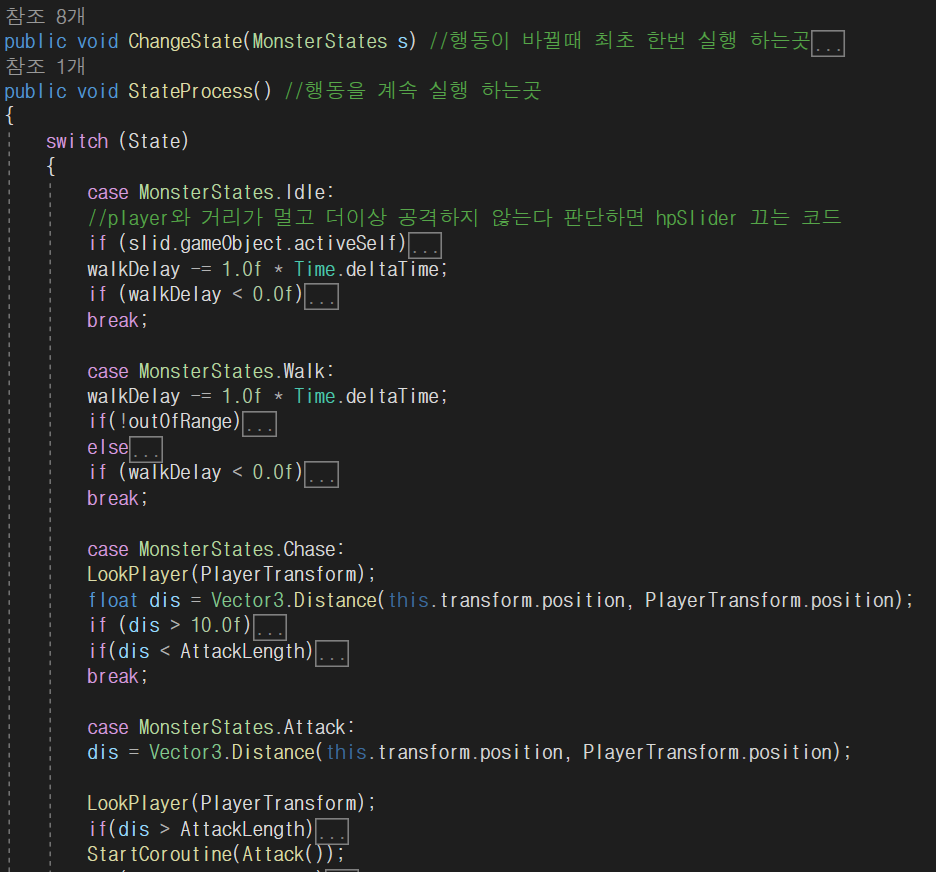 참조 8개
public void ChangeState(MonsterStates s) //행동이 바뀔때 최초 한번 실행 하는곳...
참조 1개
public void StateProcess() //행동을 계속 실행 하는곳
{
switch (State)
{
case MonsterStates.Idle:
//player와 거리가 멀고 더이상 공격하지 않는다 판단하면 hpSlider 끄는 코드
if (slid.gameObject.activeSelf)...
walkDelay -= 1.0f * Time.deltaTime;
if (walkDelay < 0.0f)...
break;
case MonsterStates.Walk:
walkDelay -= 1.0f * Time.deltaTime;
if(!outOfRange)...
else...
if (walkDelay < 0.0f)...
break;
case MonsterStates.Chase:
LookPlayer(PlayerTransform);
float dis = Vector3.Distance(this.transform.position, PlayerTransform.position);
if (dis > 10.0f)...
if(dis < AttackLength)...
break;
case MonsterStates.Attack:
dis = Vector3.Distance(this.transform.position, PlayerTransform.position);
LookPlayer(PlayerTransform);
if(dis > AttackLength)...
StartCoroutine(Attack());